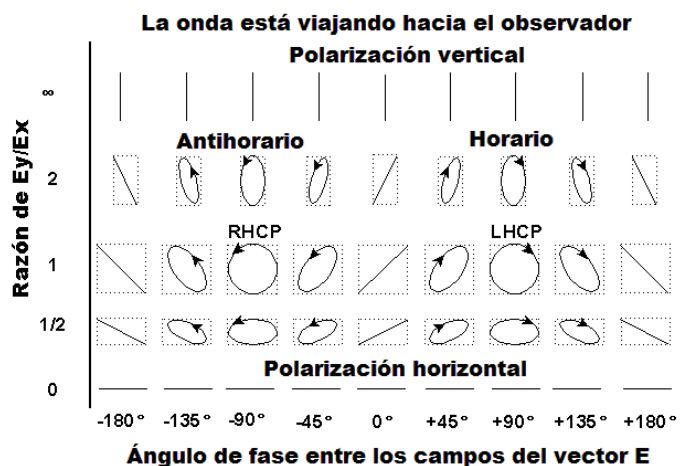 La onda está viajando hacia el observador
Polarización vertical
∞
Antihorario Horario
2
RHCP LHCP
1
1/2
Polarización horizontal
0
-180° -135° -90° -45° 0° +45° +90° +135° +180°
Ángulo de fase entre los campos del vector E
Razón de Ey/Ex